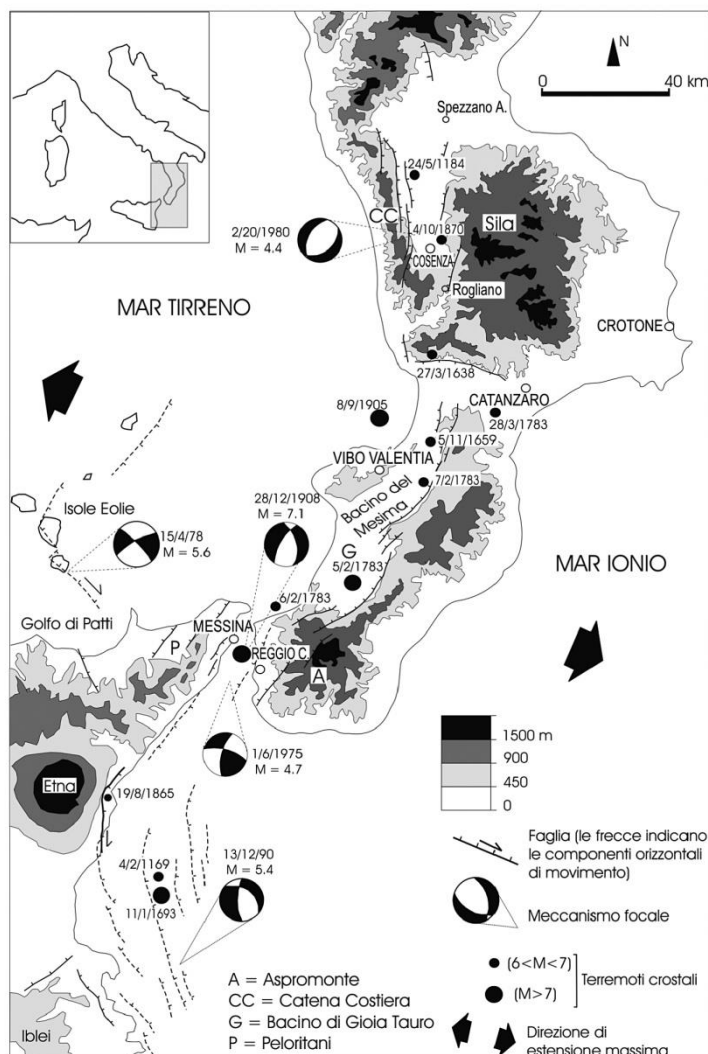 N
0 40 km
Spezzano A.
24/5/1184
CC
2/20/1980
M = 4.4
4/10/1870
COSENZA
Sila
Rogliano
MAR TIRRENO
CROTONE
27/3/1638
CATANZARO
28/3/1783
8/9/1905
5/11/1659
VIBO VALENTIA
7/2/1783
Bacino del
Mesima
28/12/1908
M = 7.1
Isole Eolie
15/4/78
M = 5.6
G
5/2/1783
MAR IONIO
6/2/1783
Golfo di Patti
MESSINA
P
REGGIO C.
A
1/6/1975
M = 4.7
1500 m
900
450
0
Etna
19/8/1865
Faglia (le frecce indicano
le componenti orizzontali
di movimento)
4/2/1169
13/12/90
M = 5.4
11/1/1693
Meccanismo focale
(6<M<7)
(M>7)
Terremoti crostali
A = Aspromonte
CC = Catena Costiera
G = Bacino di Gioia Tauro
P = Peloritani
Iblei
Direzione di
estensione massima